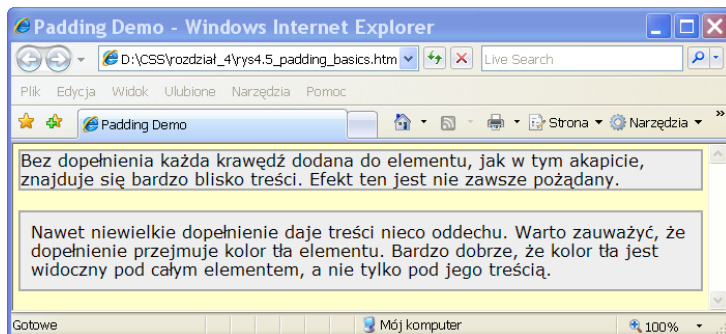 Padding Demo - Windows Internet Explorer
D:\CSS\rozdział_4\rys4.5_padding_basics.htm Live Search
Plik Edycja Widok Ulubione Narzędzia Pomoc
Padding Demo Strona Narzędzia »
Bez dopełnienia każda krawędź dodana do elementu, jak w tym akapicie,
znajduje się bardzo blisko treści. Efekt ten jest nie zawsze pożądany.
Nawet niewielkie dopełnienie daje treści nieco oddechu. Warto zauważyć, że
dopełnienie przejmuje kolor tła elementu. Bardzo dobrze, że kolor tła jest
widoczny pod całym elementem, a nie tylko pod jego treścią.
Gotowe Mój komputer 100%